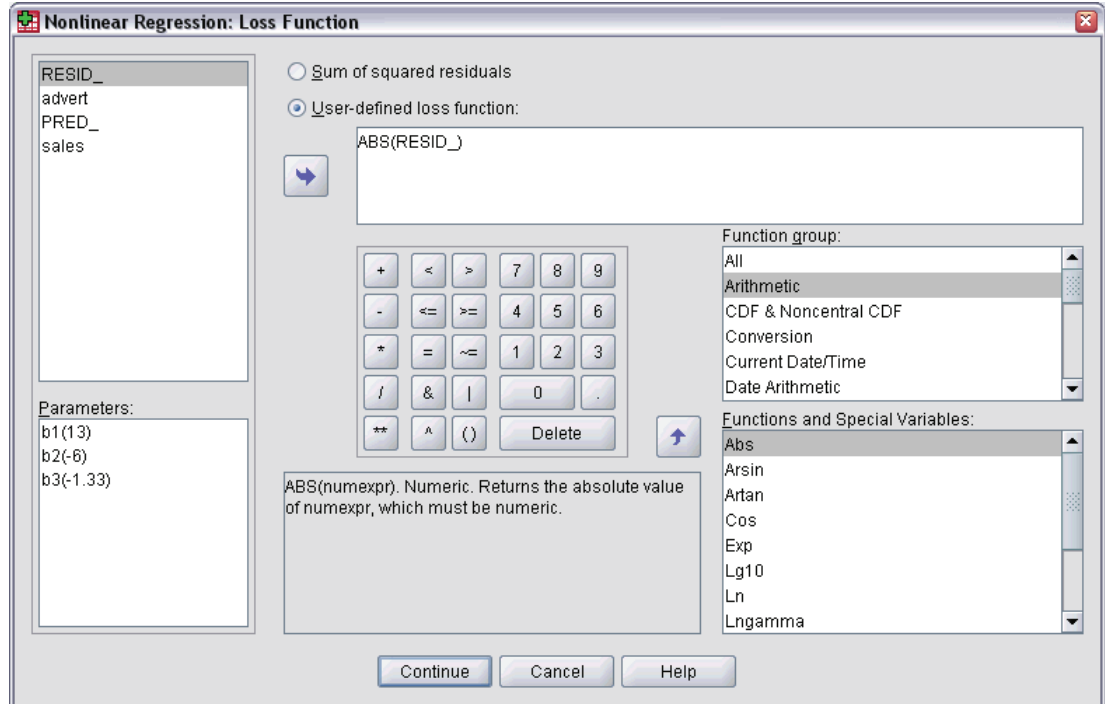 Nonlinear Regression: Loss Function
RESID_
advert
PRED_
sales
Sum of squared residuals
User-defined loss function:
ABS(RESID_)
Parameters:
b1(13)
b2(-6)
b3(-1.33)
+ < > 7 8 9
- <= >= 4 5 6
* = ~= 1 2 3
/ & | 0 .
** ^ () Delete
ABS(numexpr). Numeric. Returns the absolute value
of numexpr, which must be numeric.
Function group:
All
Arithmetic
CDF & Noncentral CDF
Conversion
Current Date/Time
Date Arithmetic
Functions and Special Variables:
Abs
Arsin
Artan
Cos
Exp
Lg10
Ln
Lngamma
Continue Cancel Help